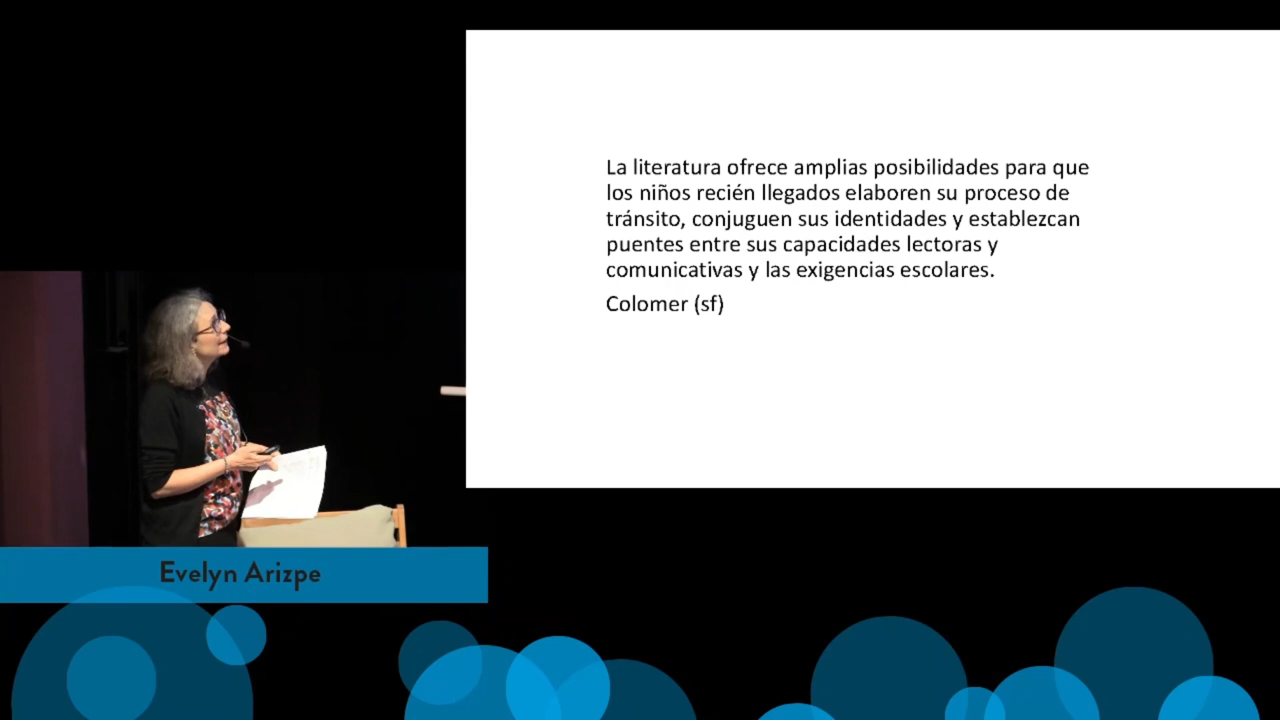 La literatura ofrece amplias posibilidades para que
los niños recién llegados elaboren su proceso de
tránsito, conjuguen sus identidades y establezcan
puentes entre sus capacidades lectoras y
comunicativas y las exigencias escolares.
Colomer (sf)
Evelyn Arizpe